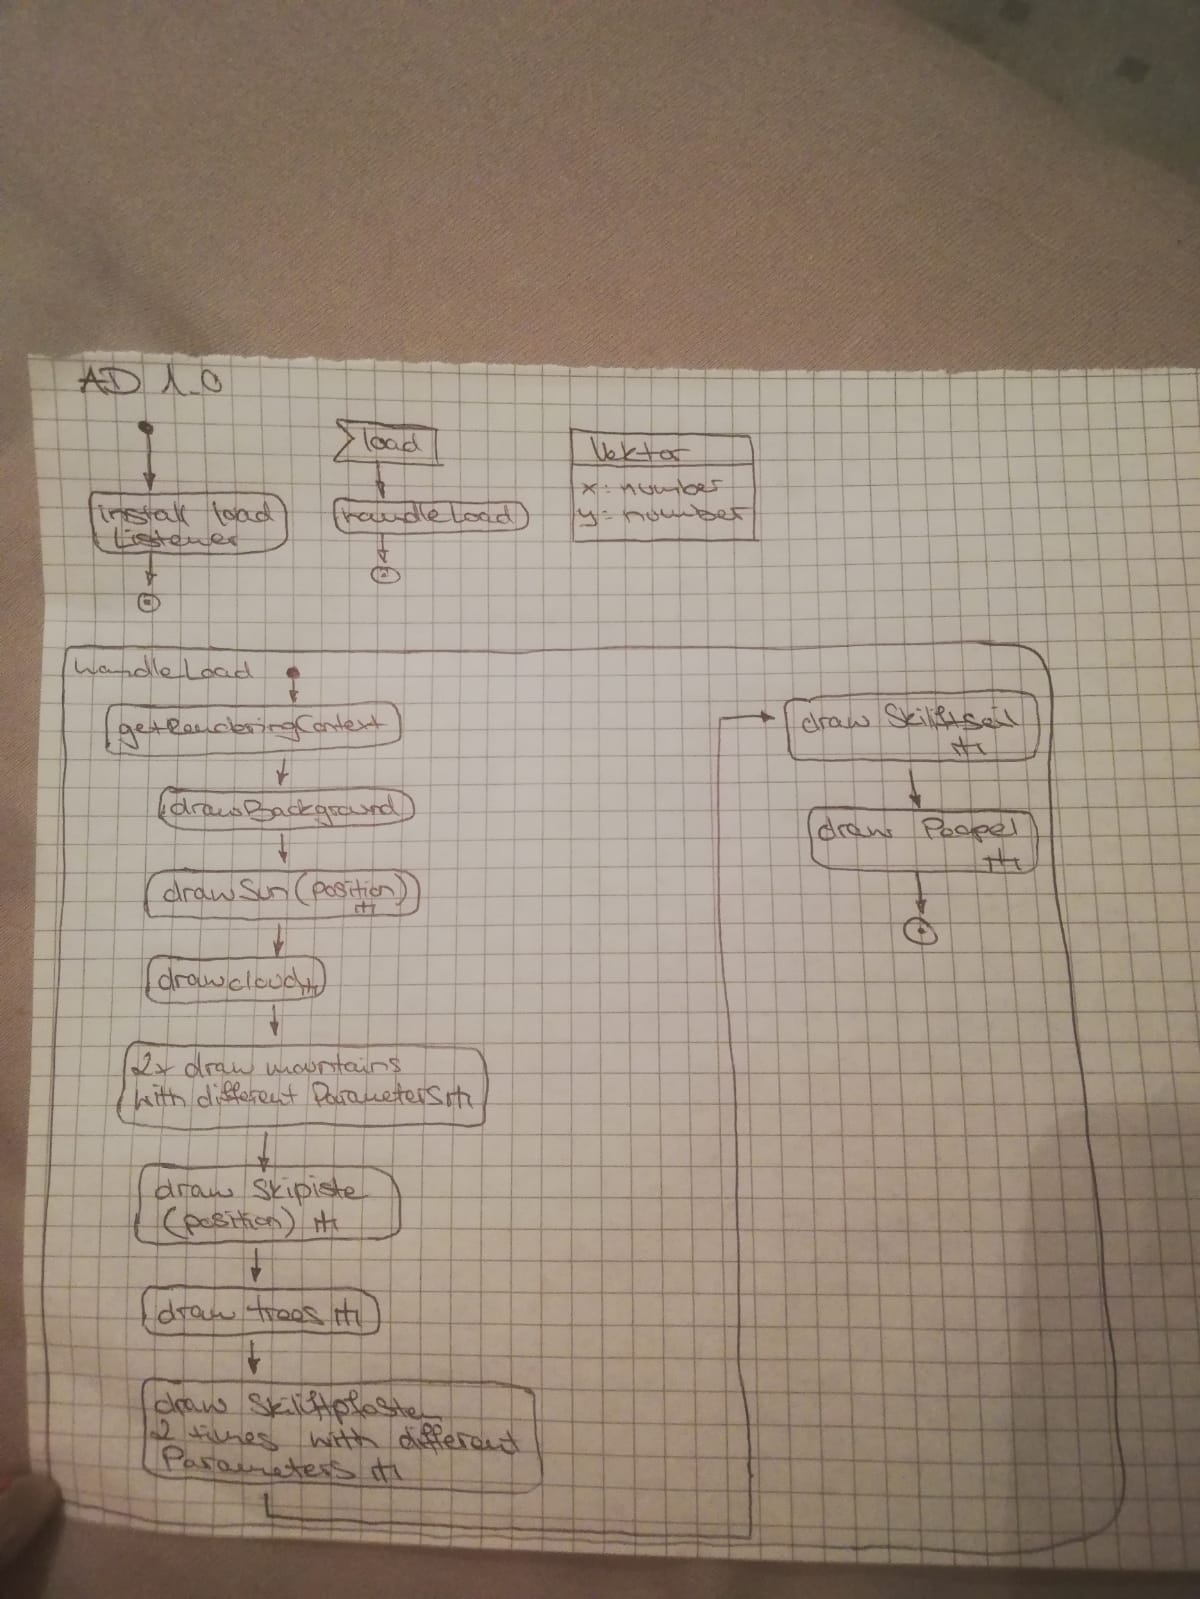 AD 1_0
install load
Listener
load
handleLoad
Vektor
x: number
y: number
handleLoad
getRenderingContext
drawBackground
drawSun (position)
drawcloud
2x draw mountains
with different Parameters
draw Skipiste
(position)
draw trees
draw Skiliftpfosten
2 times with different
Parameters
draw Skiliftseil
draw Peopel